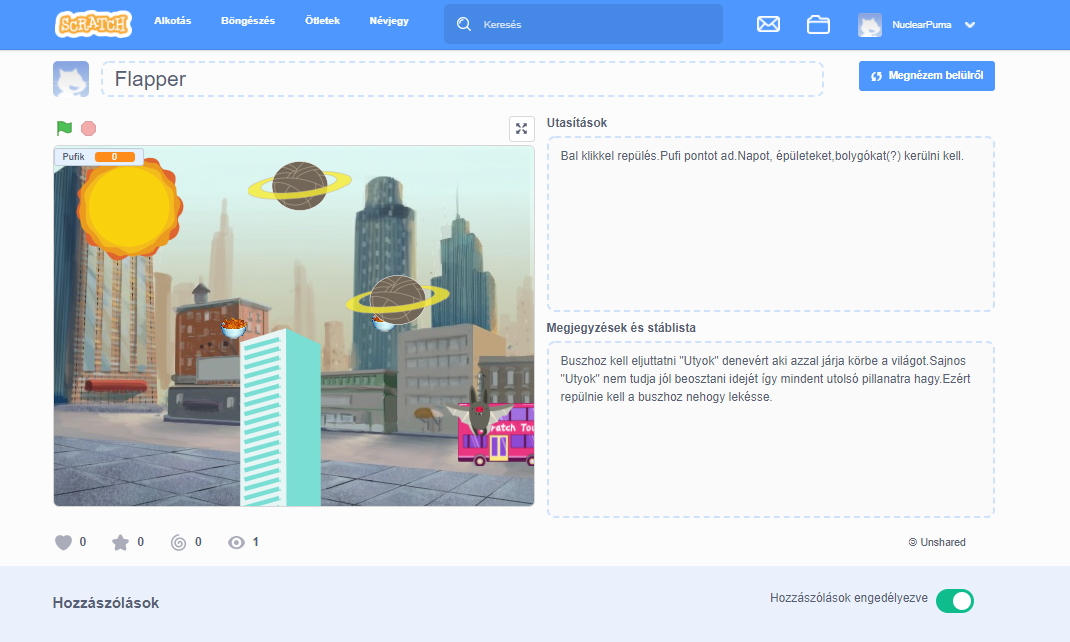 SCRATCH
Alkotás
Böngészés
Ötletek
Névjegy
Keresés
NuclearPuma
Flapper
Megnézem belülről
Utasítások
Pufik 0
Bal klikkel repülés.Pufi pontot ad.Napot, épületeket,bolygókat(?) kerülni kell.
Megjegyzések és stáblista
Buszhoz kell eljuttatni "Utyok" denevért aki azzal járja körbe a világot.Sajnos
"Utyok" nem tudja jól beosztani idejét így mindent utolsó pillanatra hagy.Ezért
repülnie kell a buszhoz nehogy lekésse.
ratch Tou
0 0 0 1
© Unshared
Hozzászólások
Hozzászólások engedélyezve